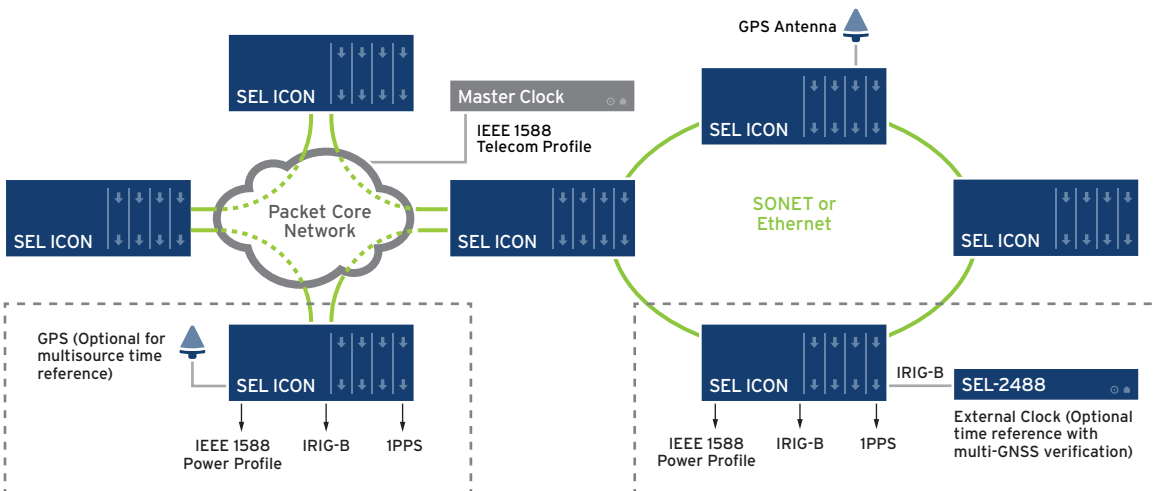 GPS Antenna
SEL ICON
Master Clock
SEL ICON
IEEE 1588
Telecom Profile
SEL ICON
Packet Core
Network
SEL ICON
SONET or
Ethernet
SEL ICON
GPS (Optional for
multisource time
reference)
SEL ICON
IEEE 1588
Power Profile
IRIG-B
1PPS
SEL ICON
IRIG-B
SEL-2488
External Clock (Optional
time reference with
multi-GNSS verification)
IEEE 1588
Power Profile
IRIG-B
1PPS